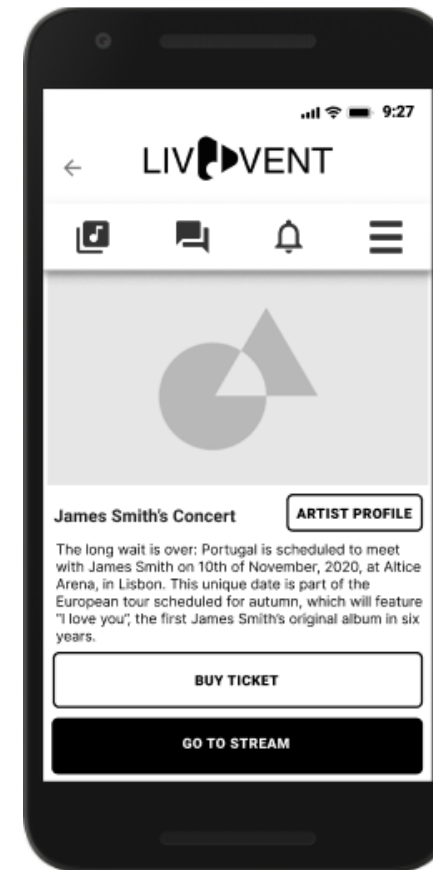 9:27
LIVEVENT
James Smith's Concert
ARTIST PROFILE
The long wait is over: Portugal is scheduled to meet
with James Smith on 10th of November, 2020, at Altice
Arena, in Lisbon. This unique date is part of the
European tour scheduled for autumn, which will feature
"I love you", the first James Smith's original album in six
years.
BUY TICKET
GO TO STREAM